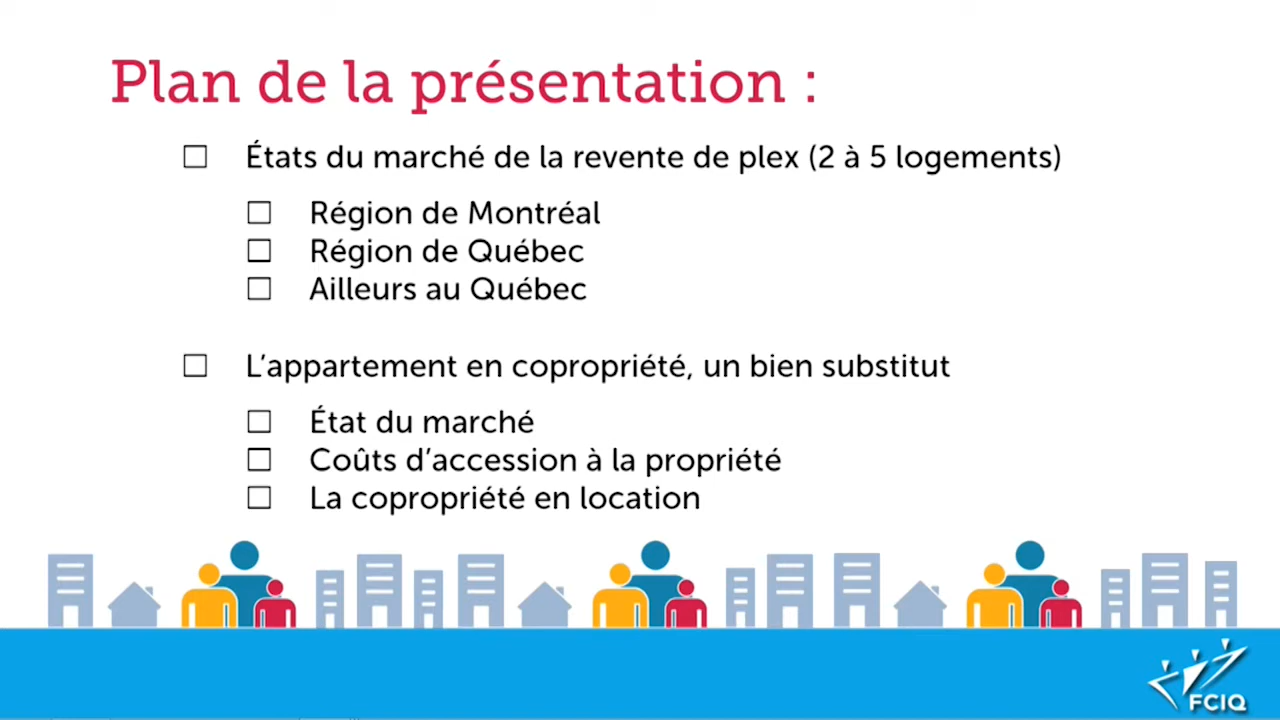 Plan de la présentation :
États du marché de la revente de plex (2 à 5 logements)
Région de Montréal
Région de Québec
Ailleurs au Québec
L’appartement en copropriété, un bien substitut
État du marché
Coûts d’accession à la propriété
La copropriété en location
FCIQ